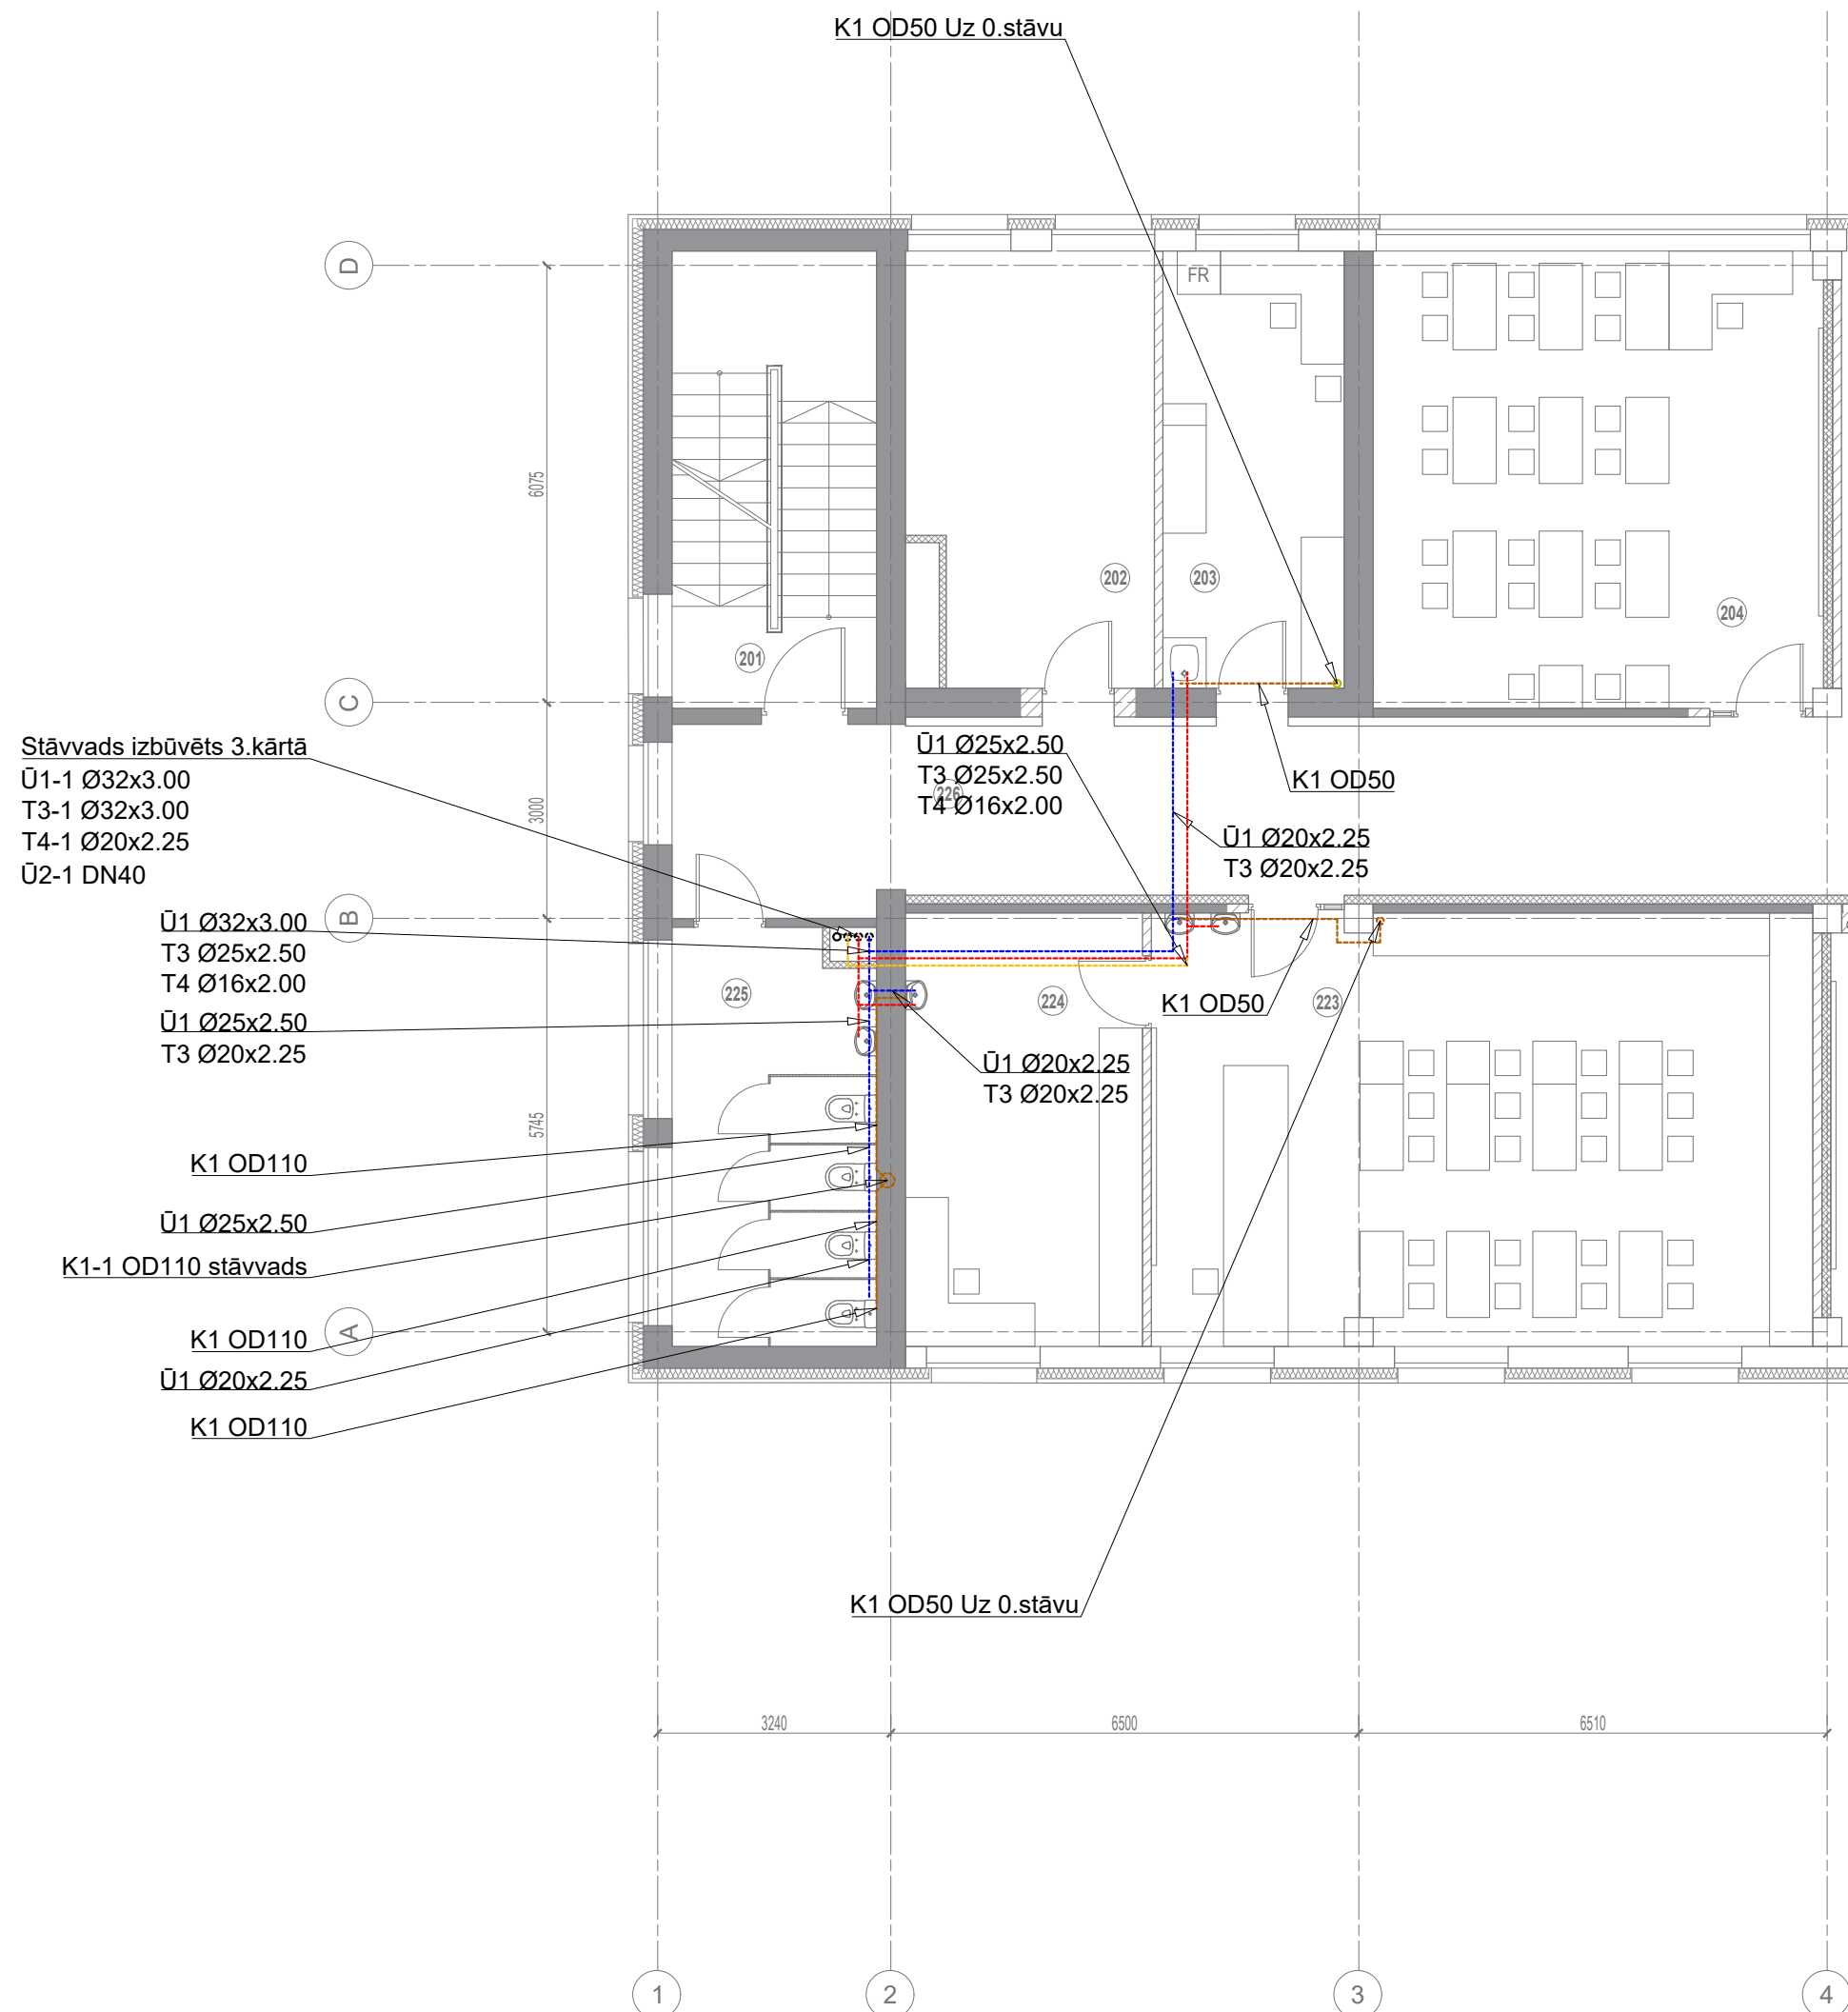 K1 OD50 Uz 0.stāvu
D
FR
6075
202
203
204
201
C
Stāvvads izbūvēts 3.kārtā
Ū1-1 Ø32x3.00
T3-1 Ø32x3.00
T4-1 Ø20x2.25
Ū2-1 DN40
Ū1 Ø25x2.50
T3 Ø25x2.50
T4 Ø16x2.00
226
K1 OD50
3000
Ū1 Ø20x2.25
T3 Ø20x2.25
B
Ū1 Ø32x3.00
T3 Ø25x2.50
T4 Ø16x2.00
Ū1 Ø25x2.50
T3 Ø20x2.25
225
224
K1 OD50
223
Ū1 Ø20x2.25
T3 Ø20x2.25
5745
K1 OD110
Ū1 Ø25x2.50
K1-1 OD110 stāvvads
K1 OD110
A
Ū1 Ø20x2.25
K1 OD110
K1 OD50 Uz 0.stāvu
3240
6500
6510
1
2
3
4